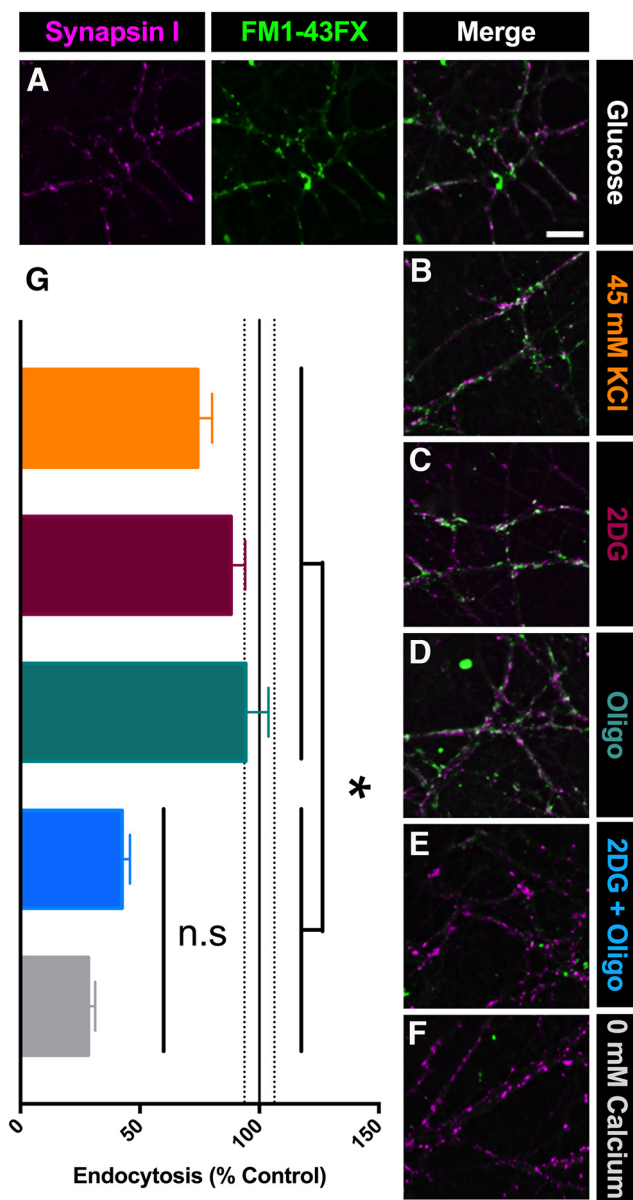 Synapsin I FM1-43FX Merge
A
Glucose
B
45 mM KCl
C
2DG
D
Oligo
E
2DG + Oligo
F
0 mM Calcium
G
*
n.s
0 50 100 150
Endocytosis (% Control)